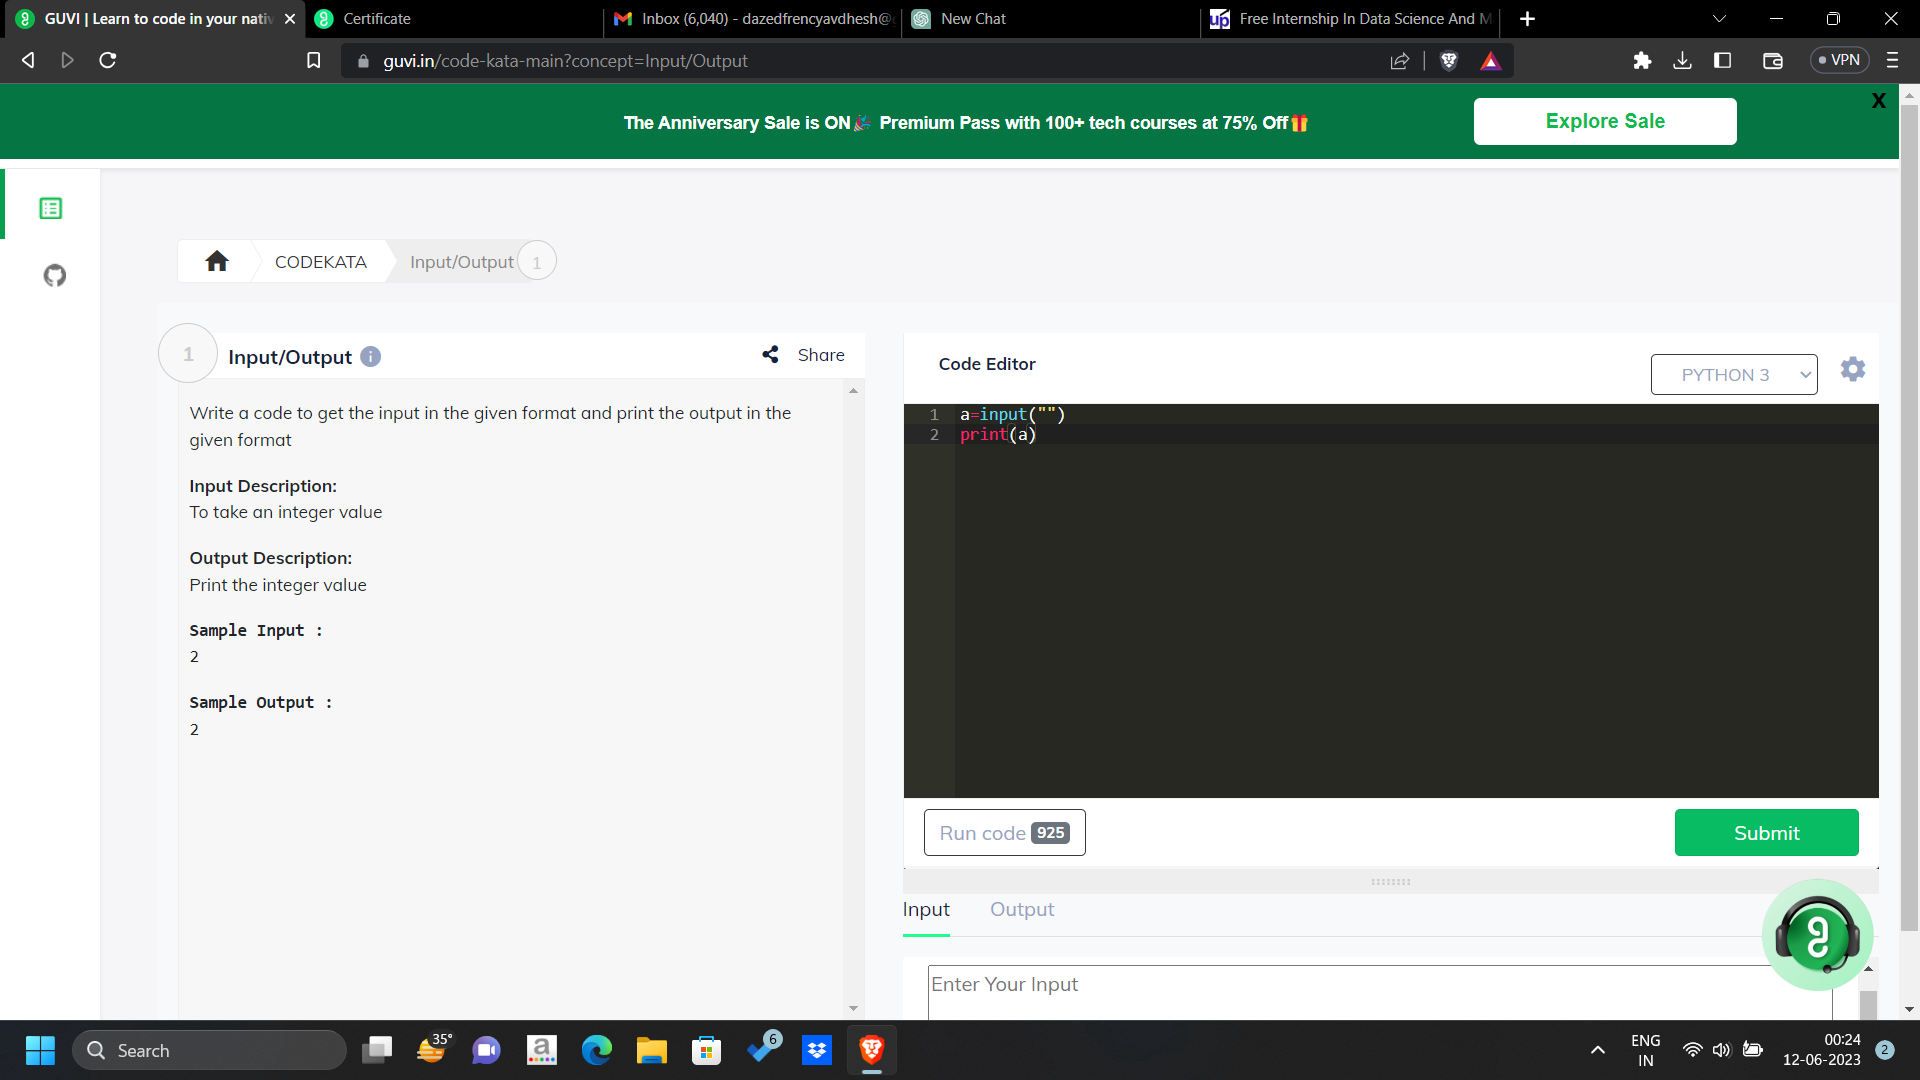 GUVI | Learn to code in your nativ
Certificate
Inbox (6,040) - dazedfrencyavdhesh@
New Chat
up Free Internship In Data Science And M
guvi.in/code-kata-main?concept=Input/Output
VPN
The Anniversary Sale is ON🎉 Premium Pass with 100+ tech courses at 75% Off🎁
Explore Sale
X
CODEKATA
Input/Output
1
1
Input/Output
i
Share
Write a code to get the input in the given format and print the output in the
given format
Input Description:
To take an integer value
Output Description:
Print the integer value
Sample Input :
2
Sample Output :
2
Code Editor
PYTHON 3
1 a=input("")
2 print(a)
Run code 925
Submit
Input
Output
Enter Your Input
Search
35°
a
6
ENG
IN
00:24
12-06-2023
2